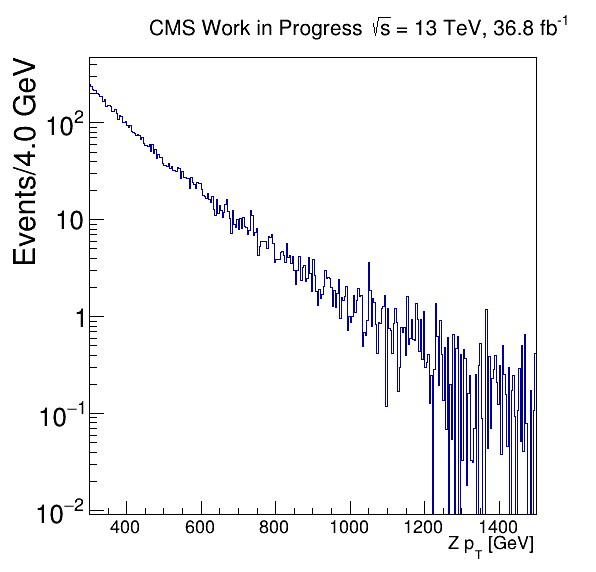 CMS Work in Progress √s = 13 TeV, 36.8 fb⁻¹
Events/4.0 GeV
10²
10
1
10⁻¹
10⁻²
400 600 800 1000 1200 1400
Z p_T [GeV]